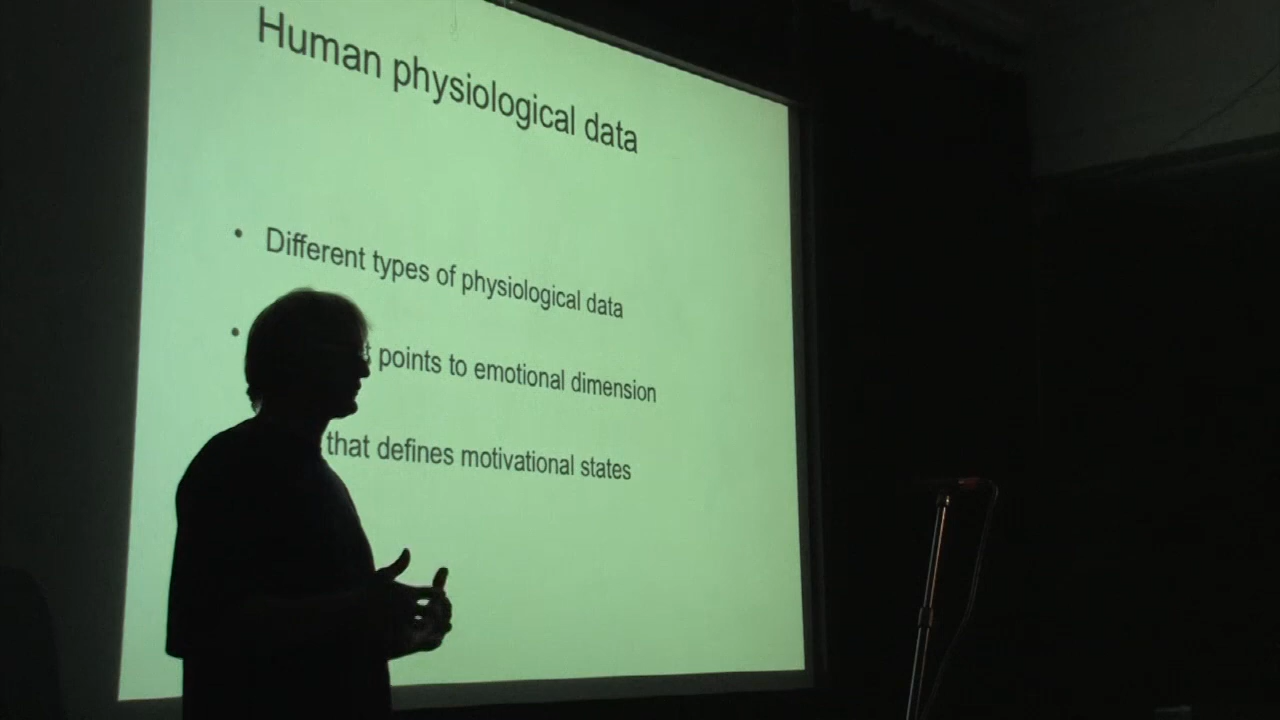 Human physiological data
• Different types of physiological data
• points to emotional dimension
that defines motivational states